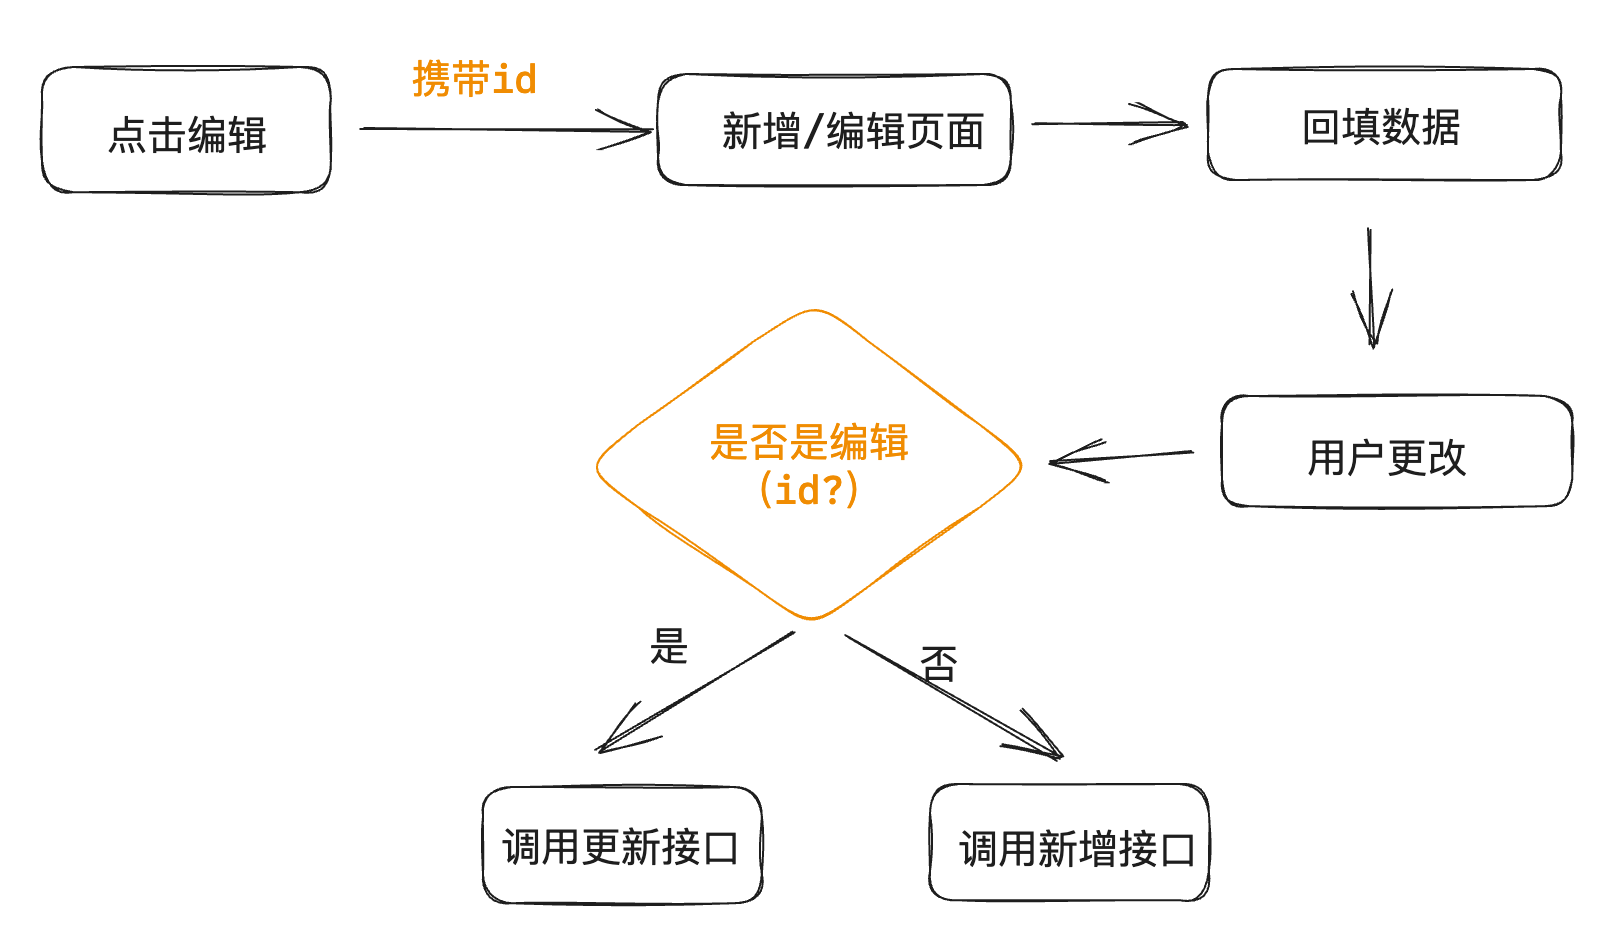 点击编辑
携带id
新增/编辑页面
回填数据
用户更改
是否是编辑
(id?)
是
否
调用更新接口
调用新增接口